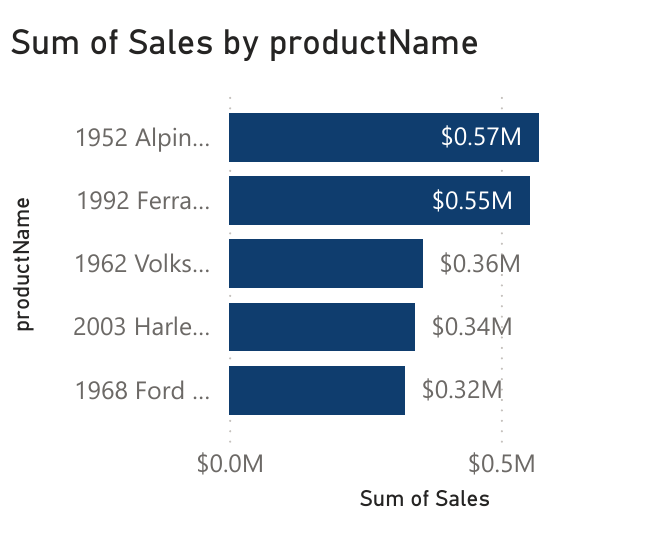 Sum of Sales by productName
productName
1952 Alpin... $0.57M
1992 Ferra... $0.55M
1962 Volks... $0.36M
2003 Harle... $0.34M
1968 Ford ... $0.32M
$0.0M $0.5M
Sum of Sales